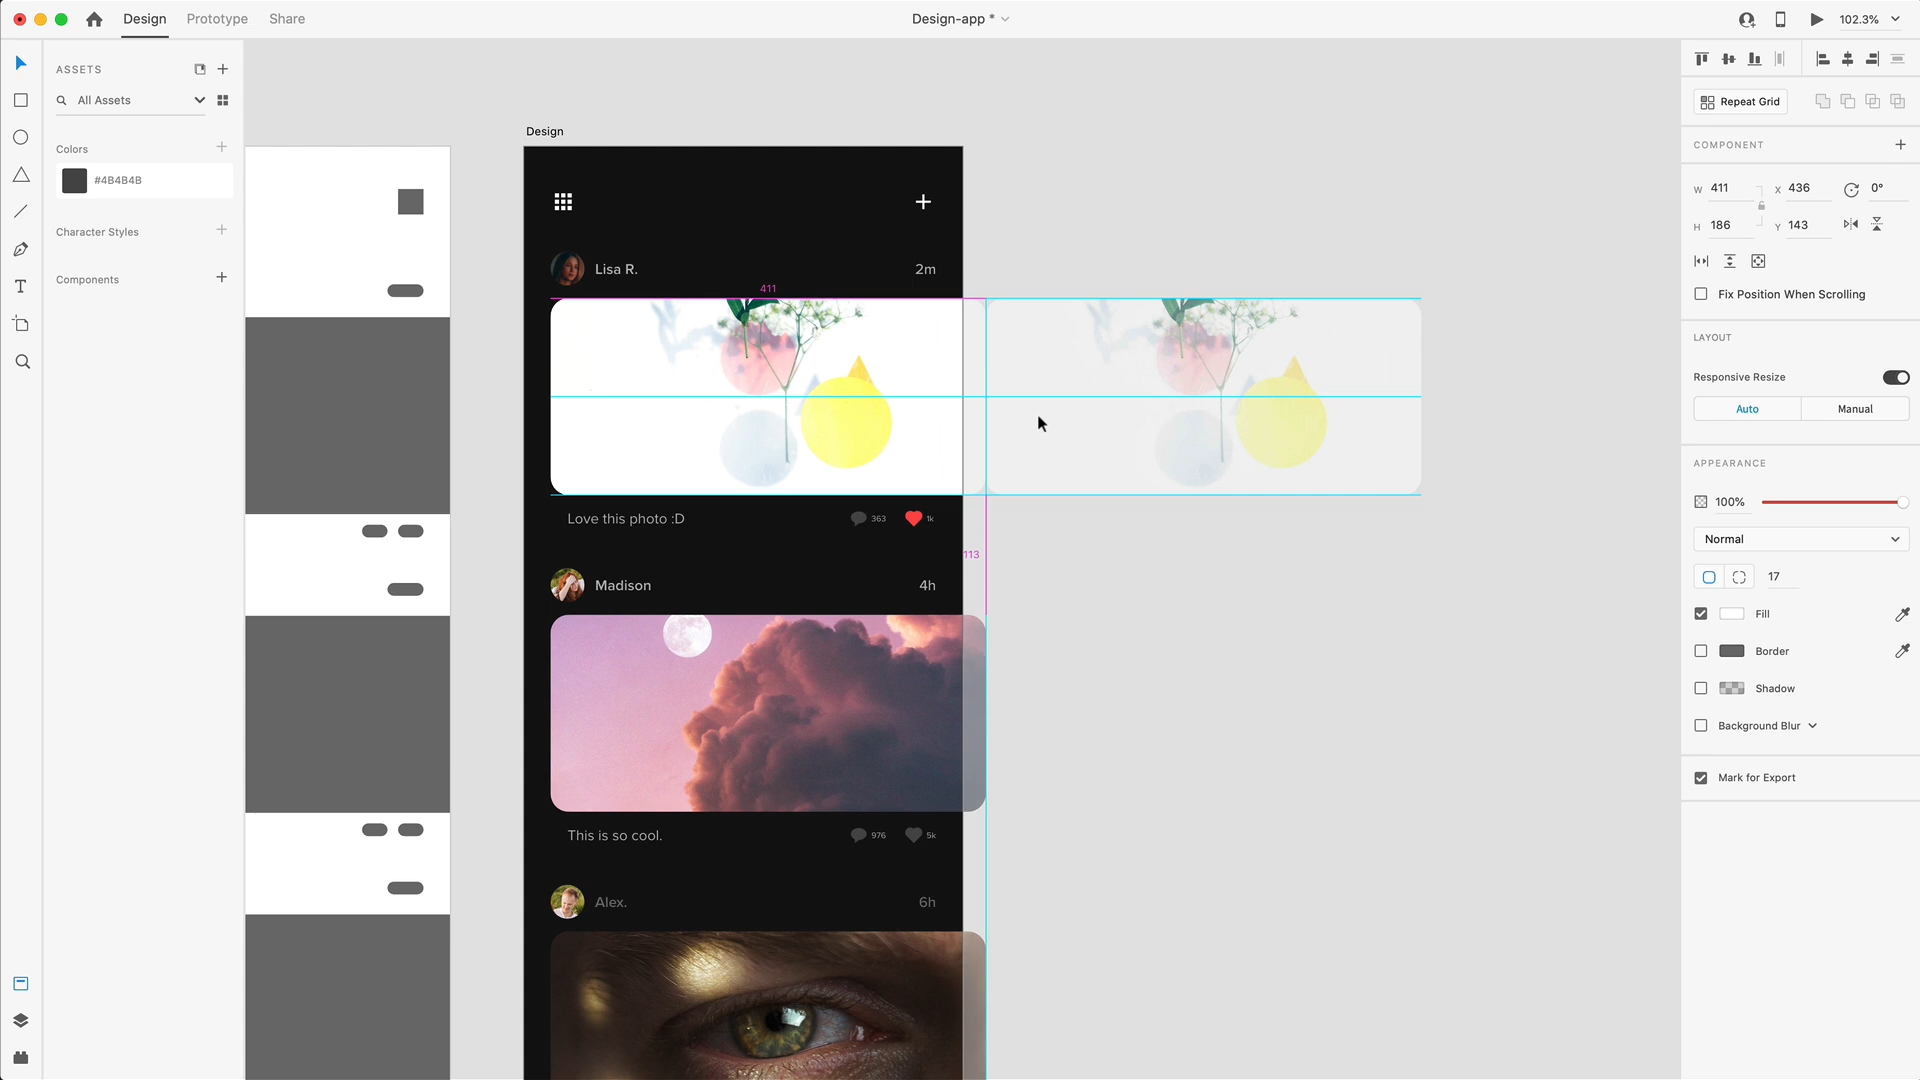 Design
Prototype
Share
Design-app *
102.3%
ASSETS
All Assets
Colors
#4B4B4B
Character Styles
Components
Design
Lisa R.
2m
411
Love this photo :D
363
1k
113
Madison
4h
This is so cool.
976
5k
Alex.
6h
Repeat Grid
COMPONENT
W 411
X 436
0°
H 186
Y 143
Fix Position When Scrolling
LAYOUT
Responsive Resize
Auto
Manual
APPEARANCE
100%
Normal
17
Fill
Border
Shadow
Background Blur
Mark for Export